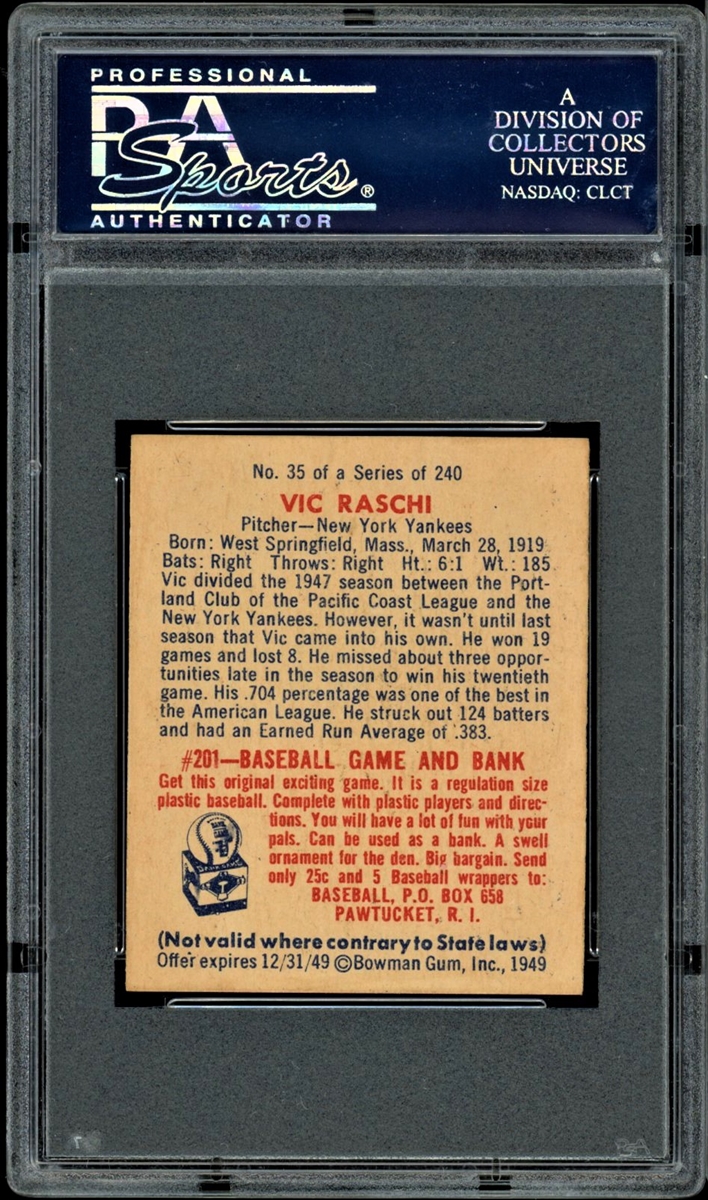 PROFESSIONAL
PSA
Sports®
AUTHENTICATOR
A
DIVISION OF
COLLECTORS
UNIVERSE
NASDAQ: CLCT
No. 35 of a Series of 240
VIC RASCHI
Pitcher—New York Yankees
Born: West Springfield, Mass., March 28, 1919
Bats: Right Throws: Right Ht.: 6:1 Wt.: 185
Vic divided the 1947 season between the Port-
land Club of the Pacific Coast League and the
New York Yankees. However, it wasn't until last
season that Vic came into his own. He won 19
games and lost 8. He missed about three oppor-
tunities late in the season to win his twentieth
game. His .704 percentage was one of the best in
the American League. He struck out 124 batters
and had an Earned Run Average of .383.
#201—BASEBALL GAME AND BANK
Get this original exciting game. It is a regulation size
plastic baseball. Complete with plastic players and direc-
tions. You will have a lot of fun with your
pals. Can be used as a bank. A swell
ornament for the den. Big bargain. Send
only 25c and 5 Baseball wrappers to:
BASEBALL, P.O. BOX 658
PAWTUCKET, R. I.
(Not valid where contrary to State laws)
Offer expires 12/31/49 ©Bowman Gum, Inc., 1949
PSA